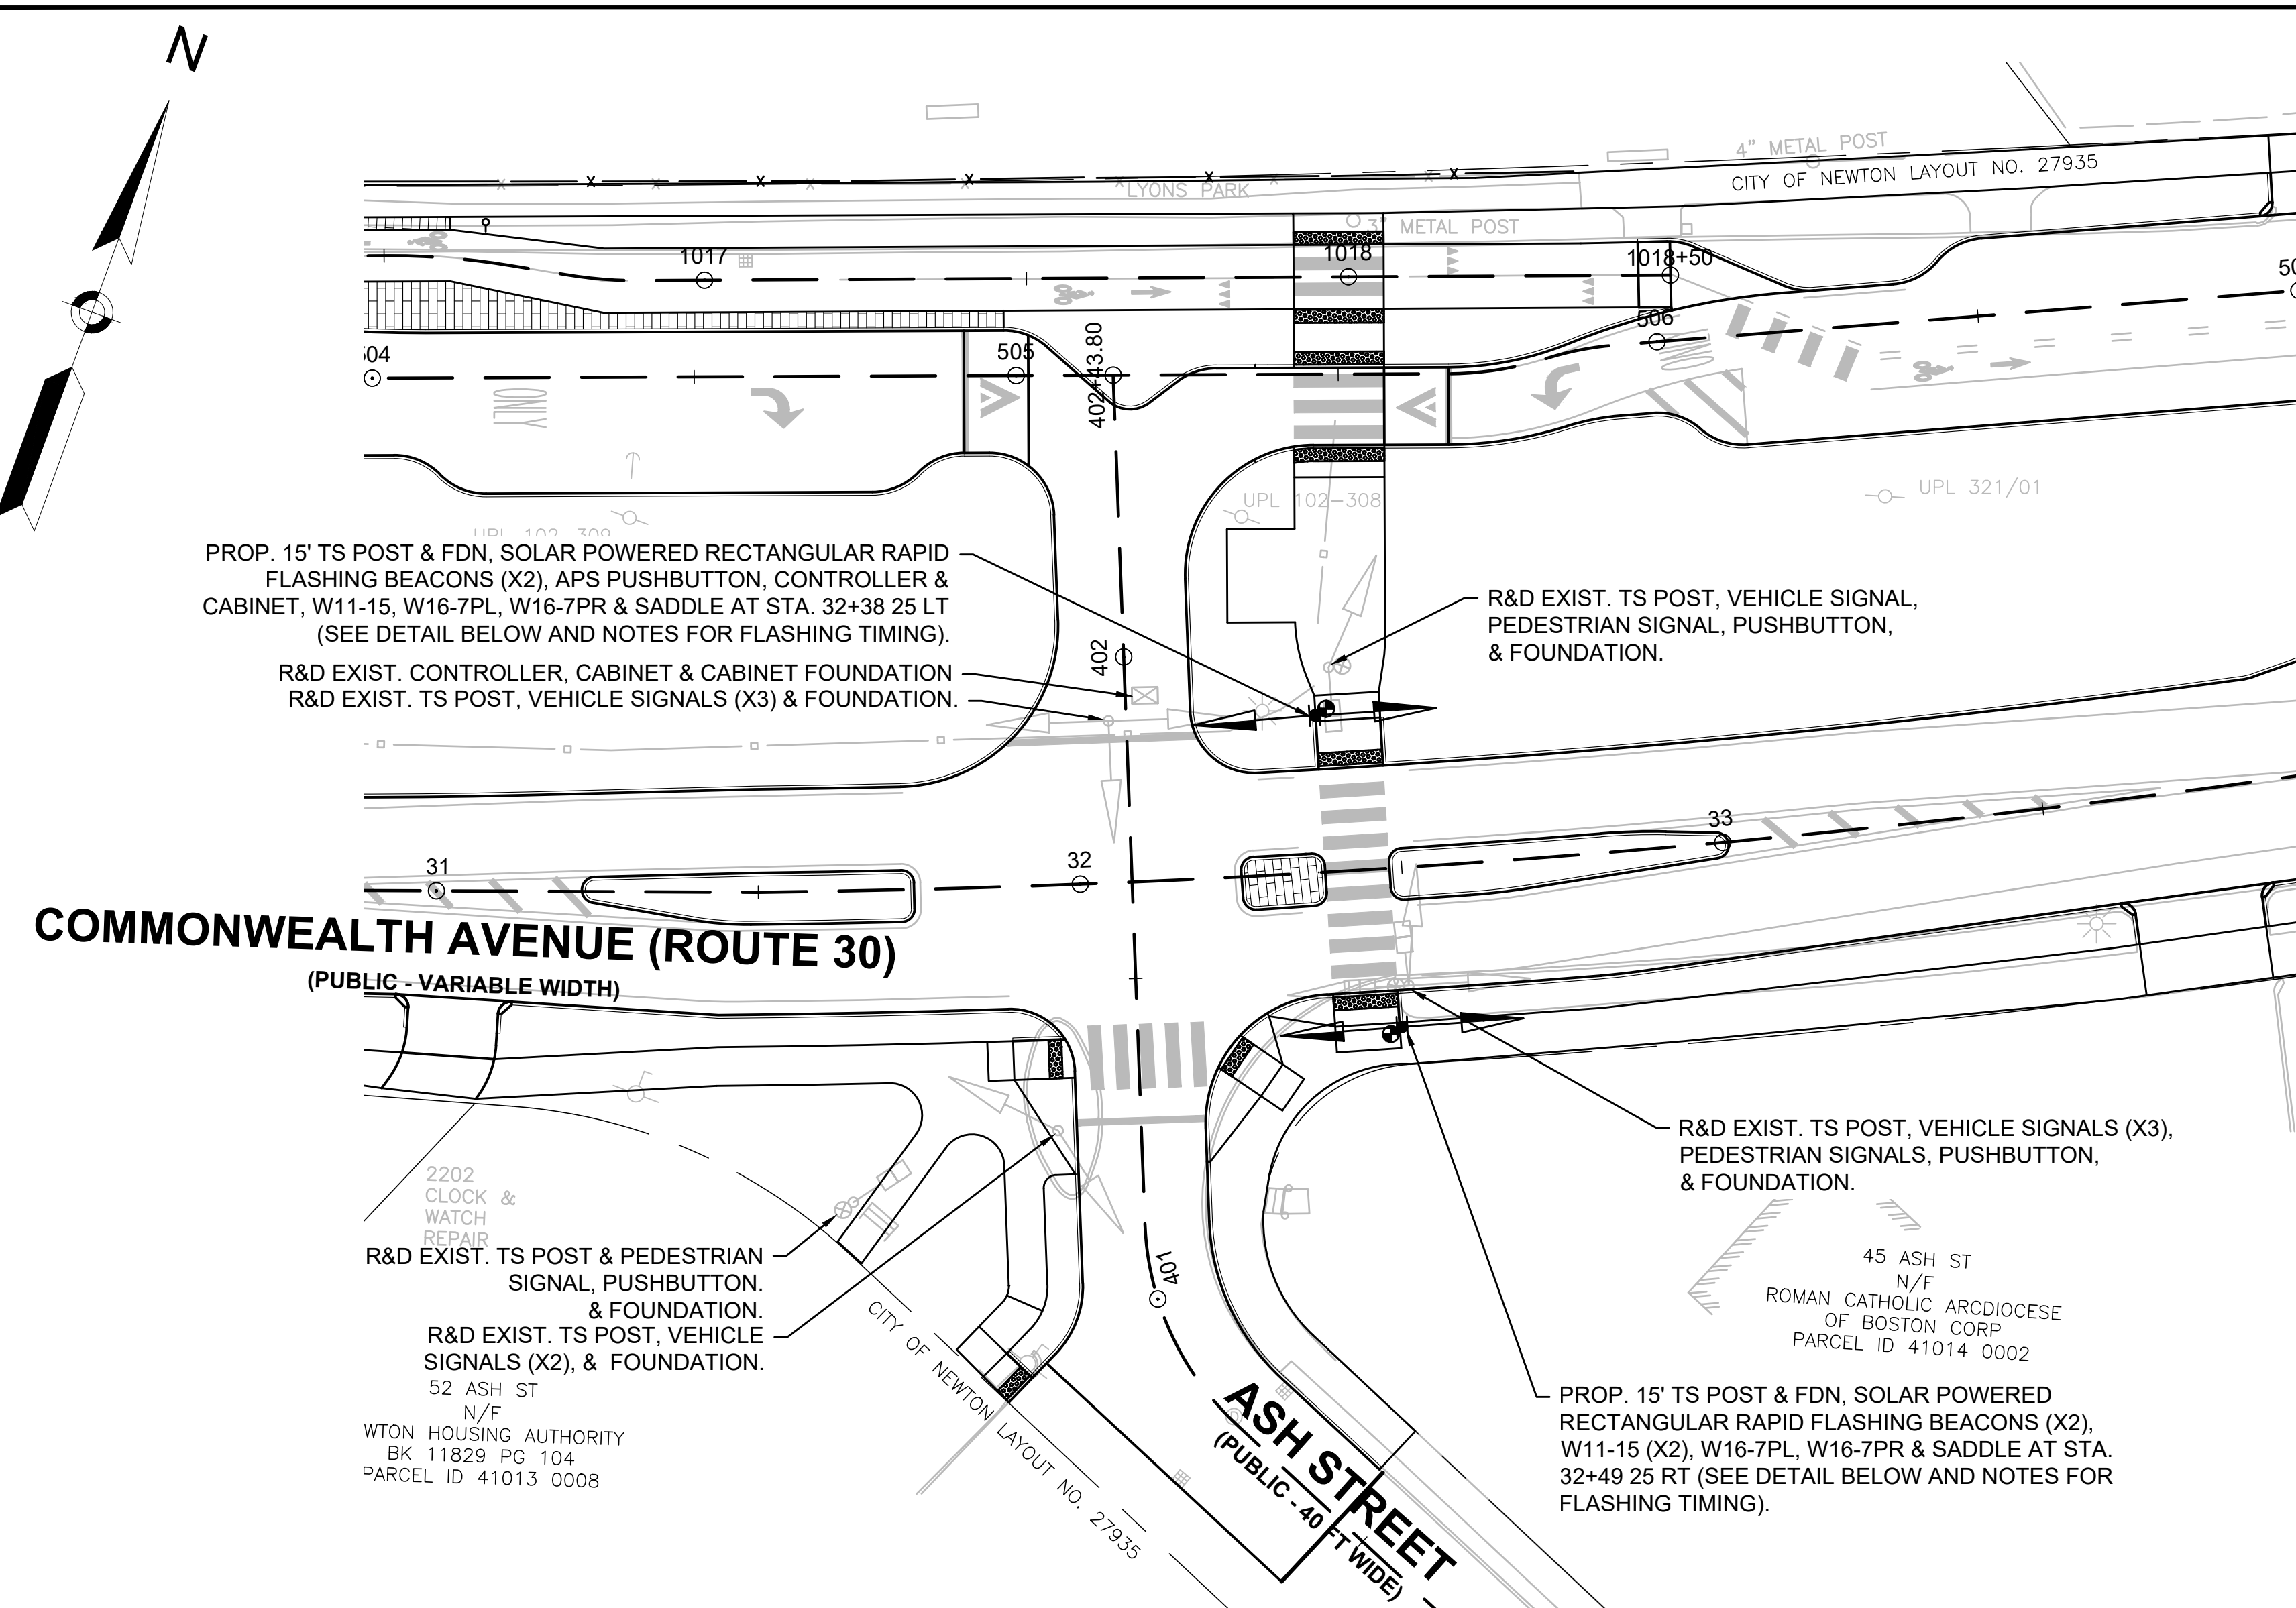 N
4" METAL POST
CITY OF NEWTON LAYOUT NO. 27935
LYONS PARK
3" METAL POST
1017
1018
1018+50
504
505
402+43.80
506
ONLY
ONLY
UPL 102-309
UPL 102-308
UPL 321/01
PROP. 15' TS POST & FDN, SOLAR POWERED RECTANGULAR RAPID
FLASHING BEACONS (X2), APS PUSHBUTTON, CONTROLLER &
CABINET, W11-15, W16-7PL, W16-7PR & SADDLE AT STA. 32+38 25 LT
(SEE DETAIL BELOW AND NOTES FOR FLASHING TIMING).
R&D EXIST. CONTROLLER, CABINET & CABINET FOUNDATION
R&D EXIST. TS POST, VEHICLE SIGNALS (X3) & FOUNDATION.
402
R&D EXIST. TS POST, VEHICLE SIGNAL,
PEDESTRIAN SIGNAL, PUSHBUTTON,
& FOUNDATION.
31
32
33
COMMONWEALTH AVENUE (ROUTE 30)
(PUBLIC - VARIABLE WIDTH)
R&D EXIST. TS POST, VEHICLE SIGNALS (X3),
PEDESTRIAN SIGNALS, PUSHBUTTON,
& FOUNDATION.
2202
CLOCK &
WATCH
REPAIR
R&D EXIST. TS POST & PEDESTRIAN
SIGNAL, PUSHBUTTON.
& FOUNDATION.
R&D EXIST. TS POST, VEHICLE
SIGNALS (X2), & FOUNDATION.
52 ASH ST
N/F
WTON HOUSING AUTHORITY
BK 11829 PG 104
PARCEL ID 41013 0008
401
CITY OF NEWTON LAYOUT NO. 27935
ASH STREET
(PUBLIC - 40 FT WIDE)
45 ASH ST
N/F
ROMAN CATHOLIC ARCDIOCESE
OF BOSTON CORP
PARCEL ID 41014 0002
PROP. 15' TS POST & FDN, SOLAR POWERED
RECTANGULAR RAPID FLASHING BEACONS (X2),
W11-15 (X2), W16-7PL, W16-7PR & SADDLE AT STA.
32+49 25 RT (SEE DETAIL BELOW AND NOTES FOR
FLASHING TIMING).